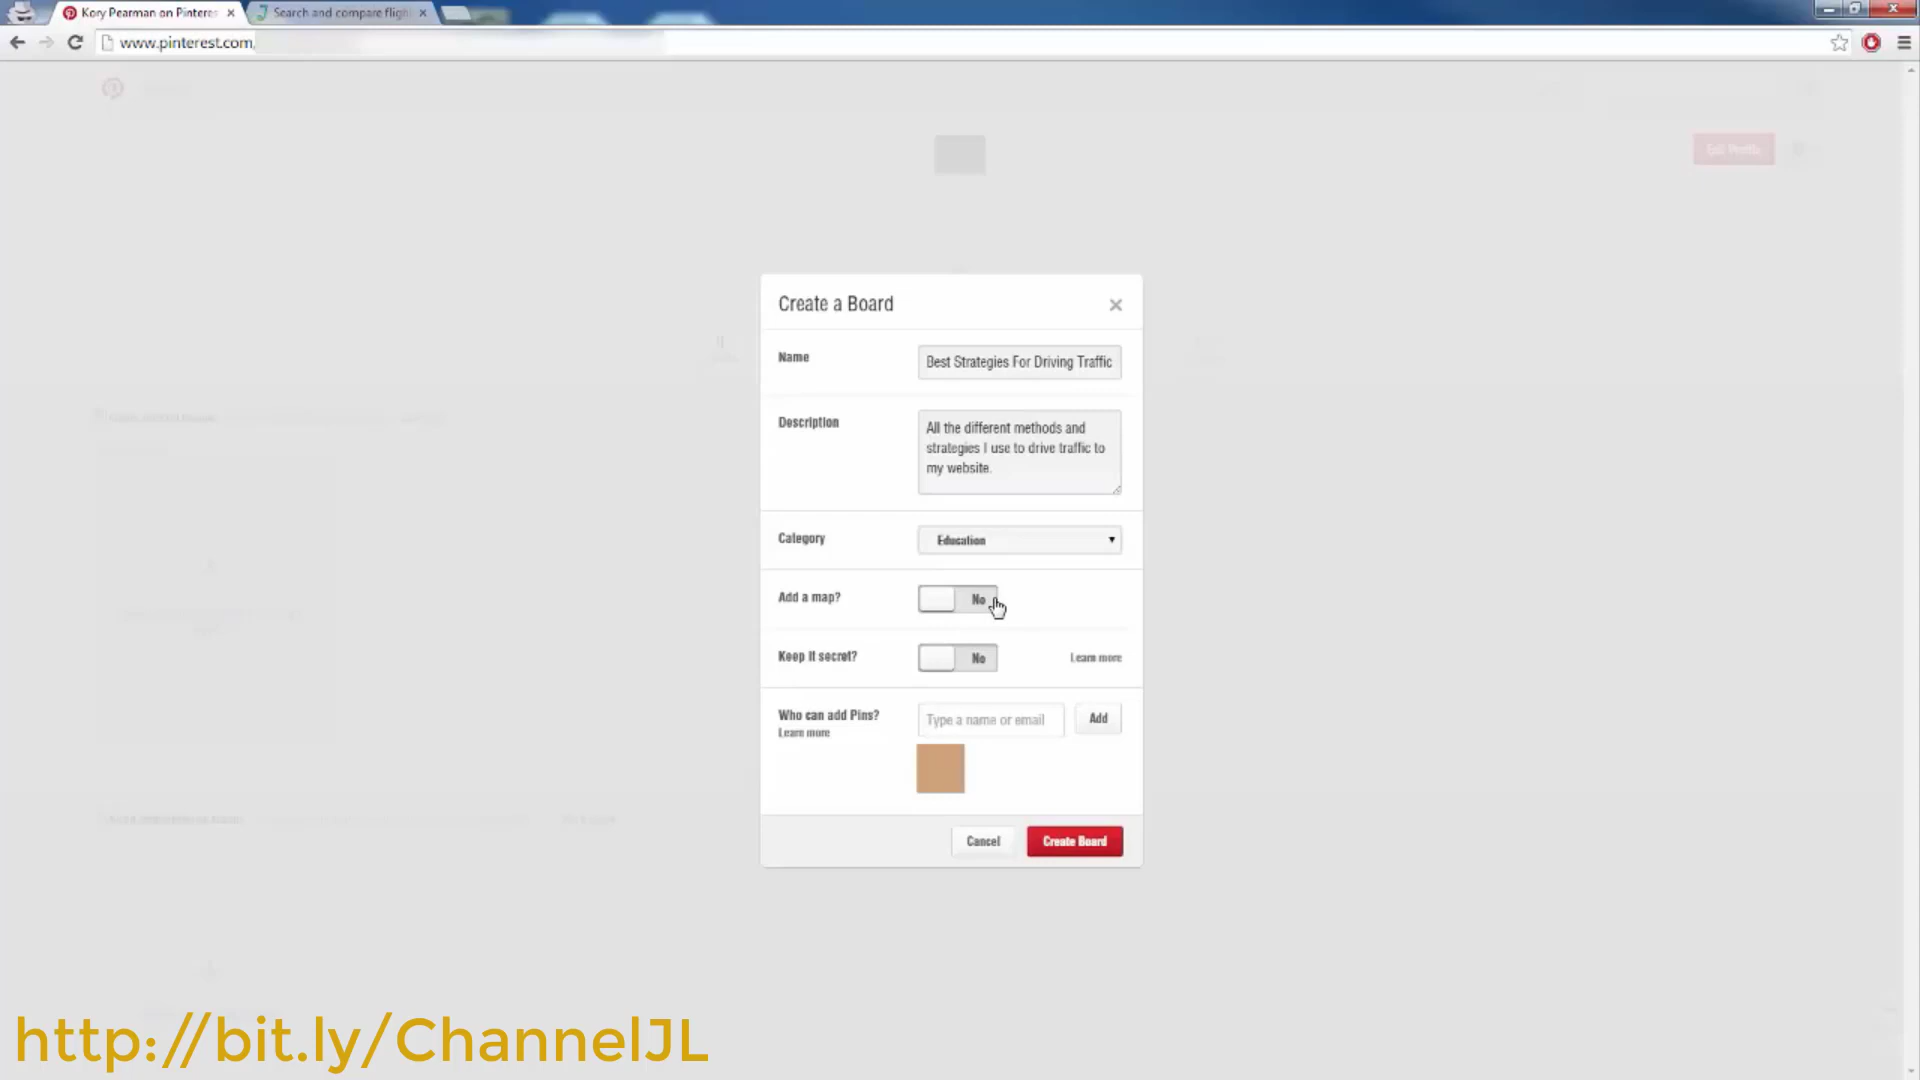 Kory Pearman on Pinteres
Search and compare fligh
www.pinterest.com
Edit Profile
Create a Board
Name
Best Strategies For Driving Traffic
Description
All the different methods and
strategies I use to drive traffic to
my website.
Category
Education
Add a map?
No
Keep it secret?
No
Learn more
Who can add Pins?
Learn more
Type a name or email
Add
Cancel
Create Board
http://bit.ly/ChannelJL